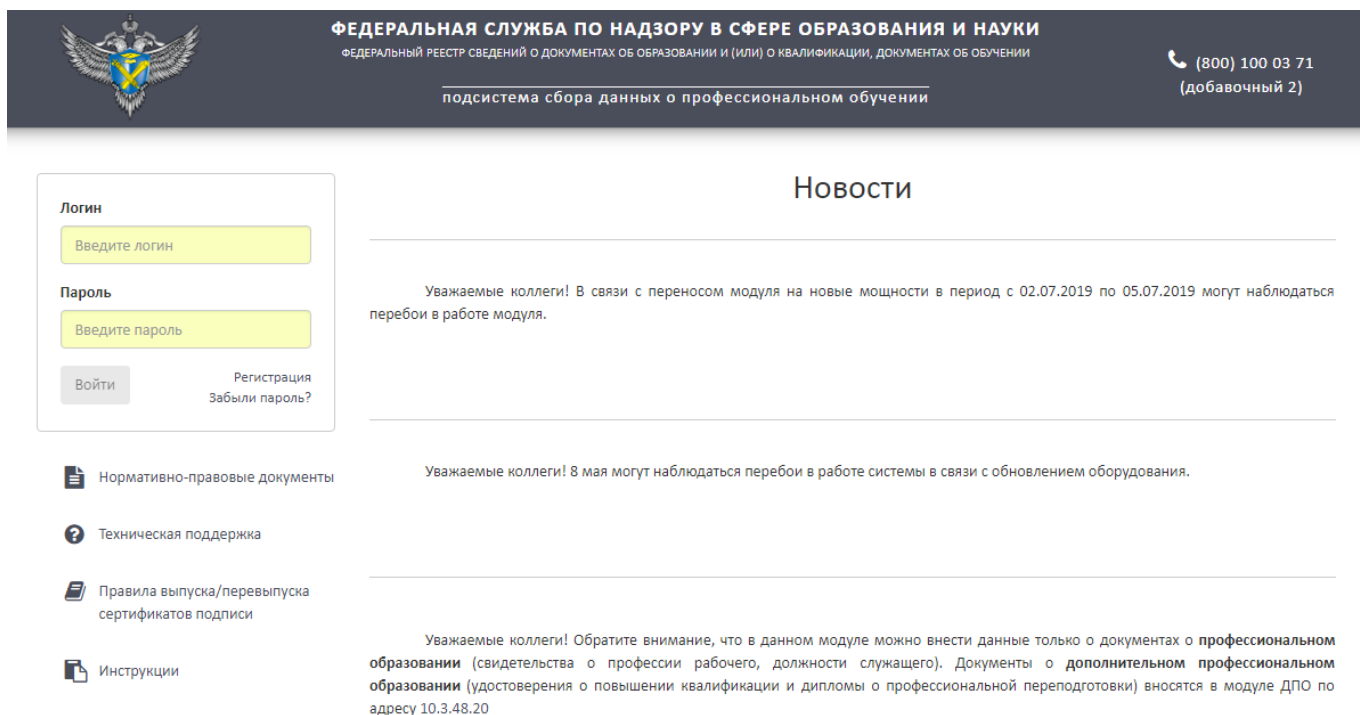 ФЕДЕРАЛЬНАЯ СЛУЖБА ПО НАДЗОРУ В СФЕРЕ ОБРАЗОВАНИЯ И НАУКИ
ФЕДЕРАЛЬНЫЙ РЕЕСТР СВЕДЕНИЙ О ДОКУМЕНТАХ ОБ ОБРАЗОВАНИИ И (ИЛИ) О КВАЛИФИКАЦИИ, ДОКУМЕНТАХ ОБ ОБУЧЕНИИ
подсистема сбора данных о профессиональном обучении
(800) 100 03 71
(добавочный 2)
Логин
Введите логин
Пароль
Введите пароль
Войти
Регистрация
Забыли пароль?
Нормативно-правовые документы
Техническая поддержка
Правила выпуска/перевыпуска
сертификатов подписи
Инструкции
Новости
Уважаемые коллеги! В связи с переносом модуля на новые мощности в период с 02.07.2019 по 05.07.2019 могут наблюдаться
перебои в работе модуля.
Уважаемые коллеги! 8 мая могут наблюдаться перебои в работе системы в связи с обновлением оборудования.
Уважаемые коллеги! Обратите внимание, что в данном модуле можно внести данные только о документах о профессиональном
образовании (свидетельства о профессии рабочего, должности служащего). Документы о дополнительном профессиональном
образовании (удостоверения о повышении квалификации и дипломы о профессиональной переподготовки) вносятся в модуле ДПО по
адресу 10.3.48.20